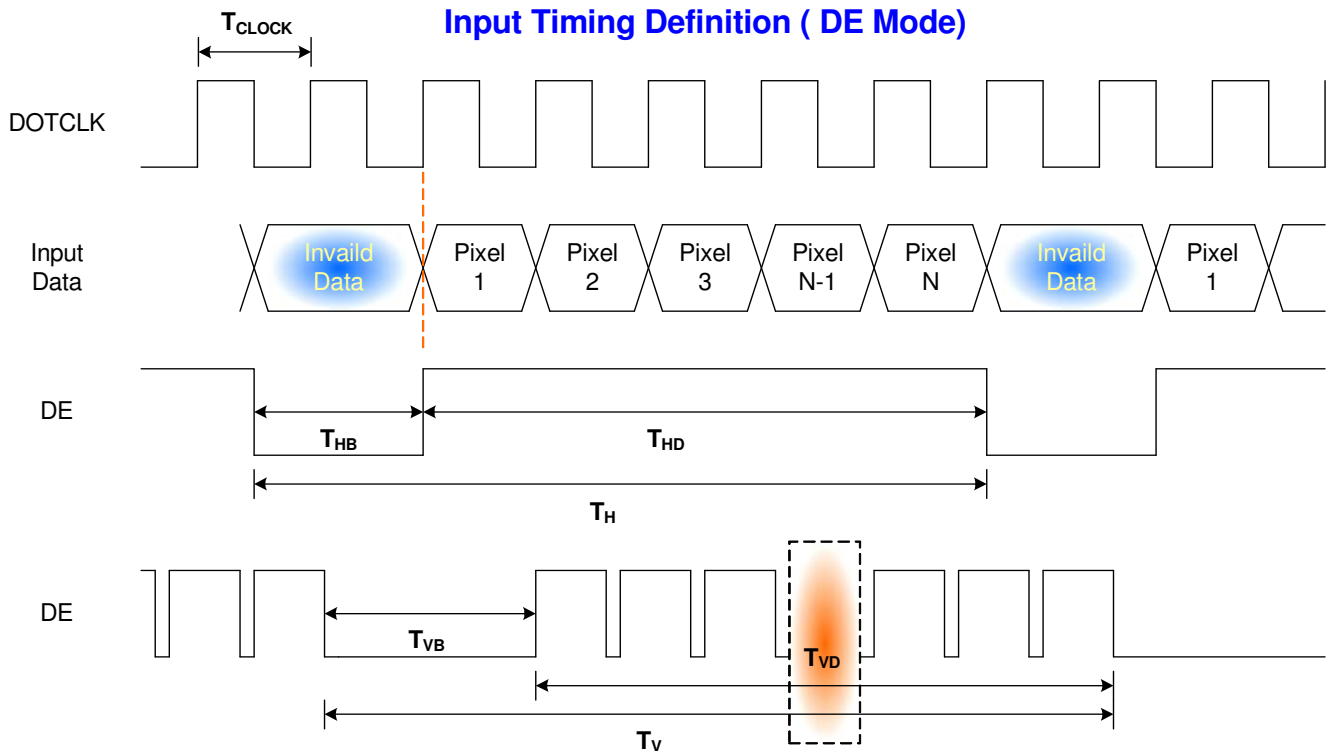 Input Timing Definition ( DE Mode)
TCLOCK
DOTCLK
Input
Data
Invaild
Data
Pixel
1
Pixel
2
Pixel
3
Pixel
N-1
Pixel
N
Invaild
Data
Pixel
1
DE
THB
THD
TH
DE
TVB
TVD
TV